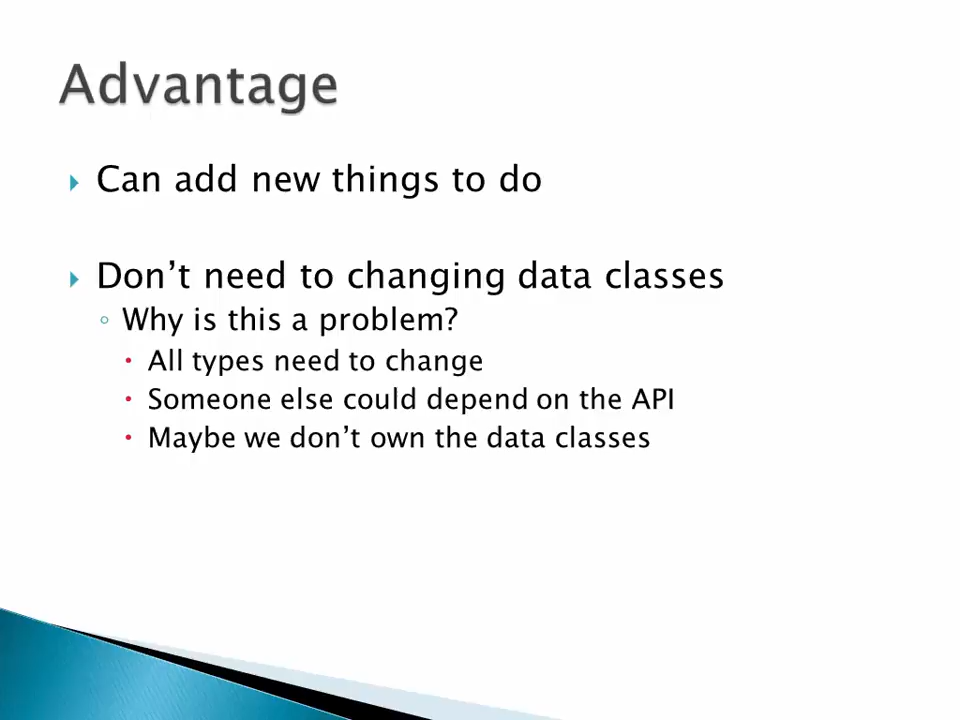 Advantage
Can add new things to do
Don't need to changing data classes
Why is this a problem?
All types need to change
Someone else could depend on the API
Maybe we don't own the data classes